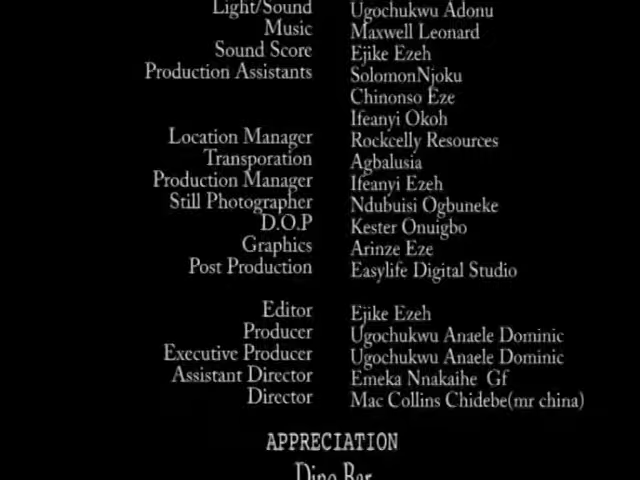 Light/Sound Ugochukwu Adonu
Music Maxwell Leonard
Sound Score Ejike Ezeh
Production Assistants SolomonNjoku
Chinonso Eze
Ifeanyi Okoh
Location Manager Rockcelly Resources
Transporation Agbalusia
Production Manager Ifeanyi Ezeh
Still Photographer Ndubuisi Ogbuneke
D.O.P Kester Onuigbo
Graphics Arinze Eze
Post Production Easylife Digital Studio
Editor Ejike Ezeh
Producer Ugochukwu Anaele Dominic
Executive Producer Ugochukwu Anaele Dominic
Assistant Director Emeka Nnakaihe Gf
Director Mac Collins Chidebe(mr china)
APPRECIATION
Dino Bar